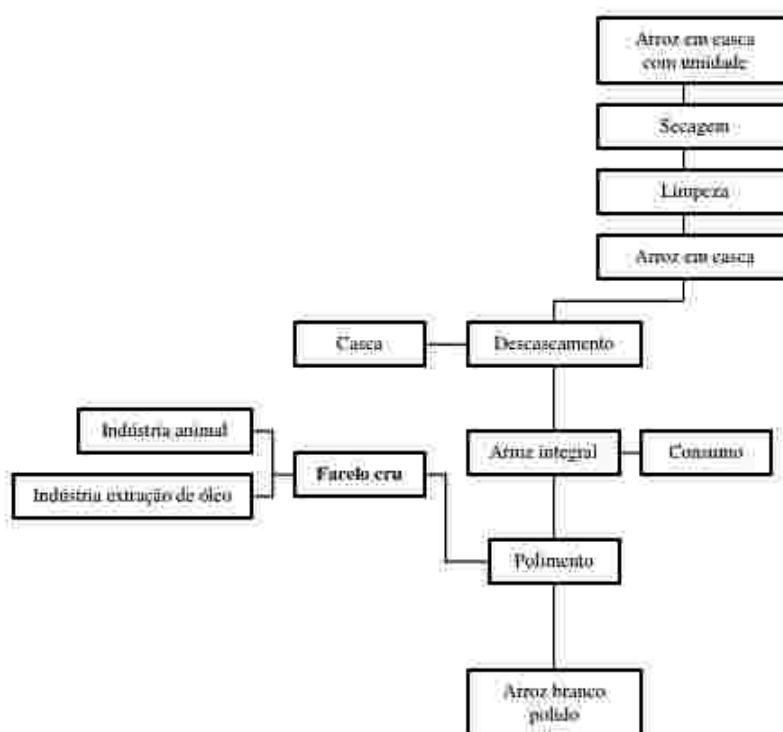 Arroz em casca
com umidade
Secagem
Limpeza
Arroz em casca
Casca
Descascamento
Indústria animal
Arroz integral
Consumo
Farelo cru
Indústria extração de óleo
Polimento
Arroz branco
polido